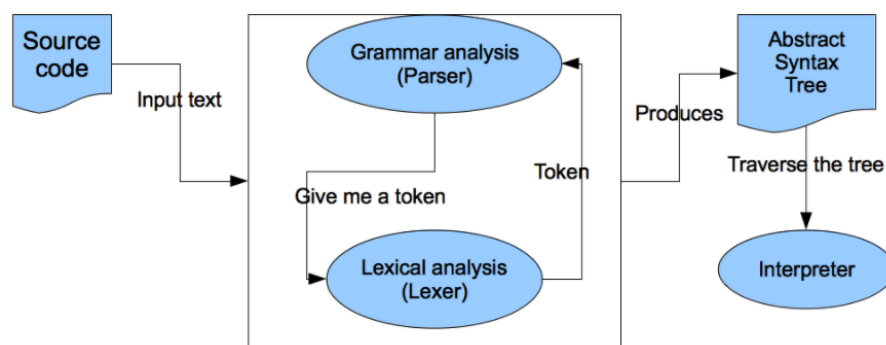 Source
code
Input text
Grammar analysis
(Parser)
Give me a token
Token
Lexical analysis
(Lexer)
Produces
Abstract
Syntax
Tree
Traverse the tree
Interpreter